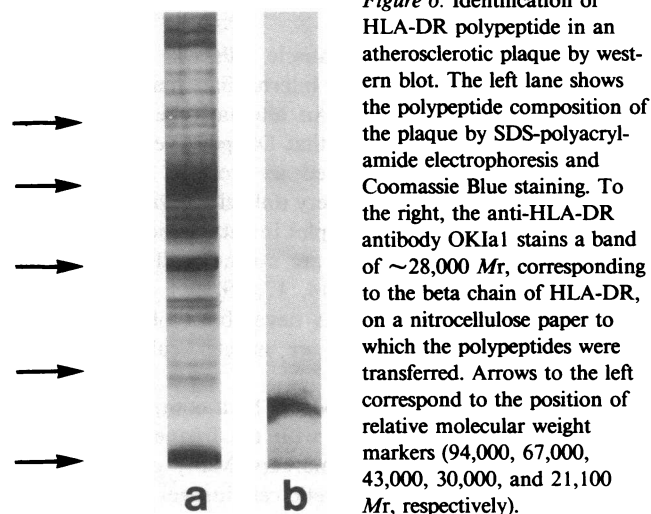 Figure 6. Identification of
HLA-DR polypeptide in an
atherosclerotic plaque by west-
ern blot. The left lane shows
the polypeptide composition of
the plaque by SDS-polyacryl-
amide electrophoresis and
Coomassie Blue staining. To
the right, the anti-HLA-DR
antibody OKIa1 stains a band
of ~28,000 Mr, corresponding
to the beta chain of HLA-DR,
on a nitrocellulose paper to
which the polypeptides were
transferred. Arrows to the left
correspond to the position of
relative molecular weight
markers (94,000, 67,000,
43,000, 30,000, and 21,100
Mr, respectively).
a b